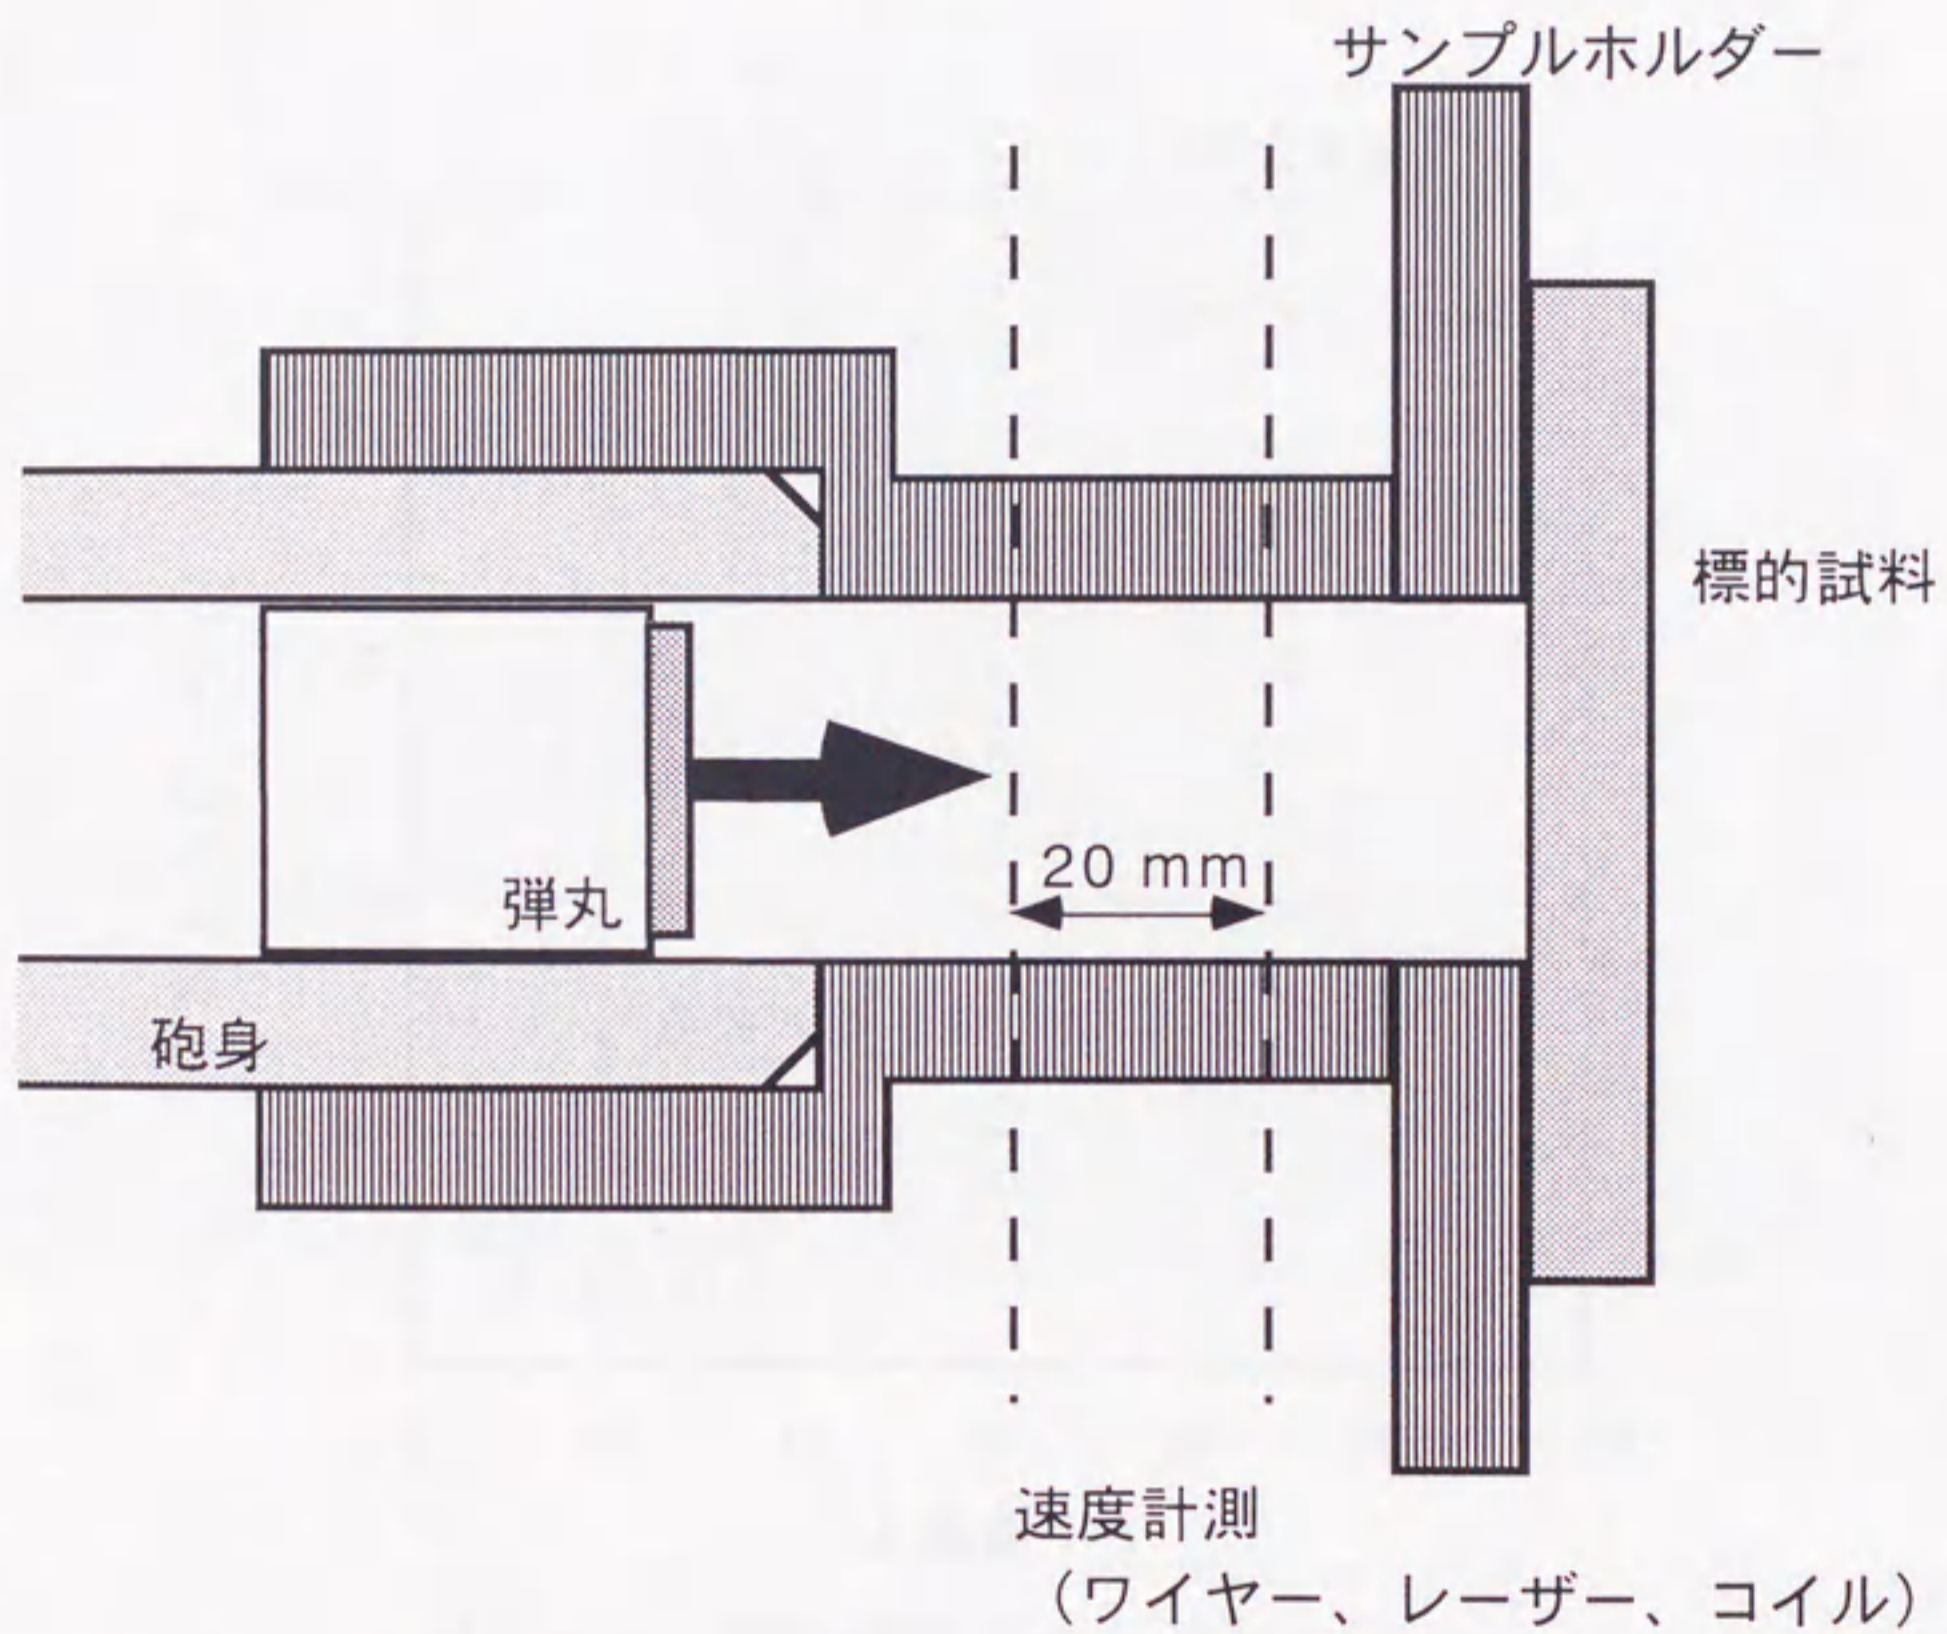 サンプルホルダー
標的試料
20 mm
弾丸
砲身
速度計測
（ワイヤー、レーザー、コイル）